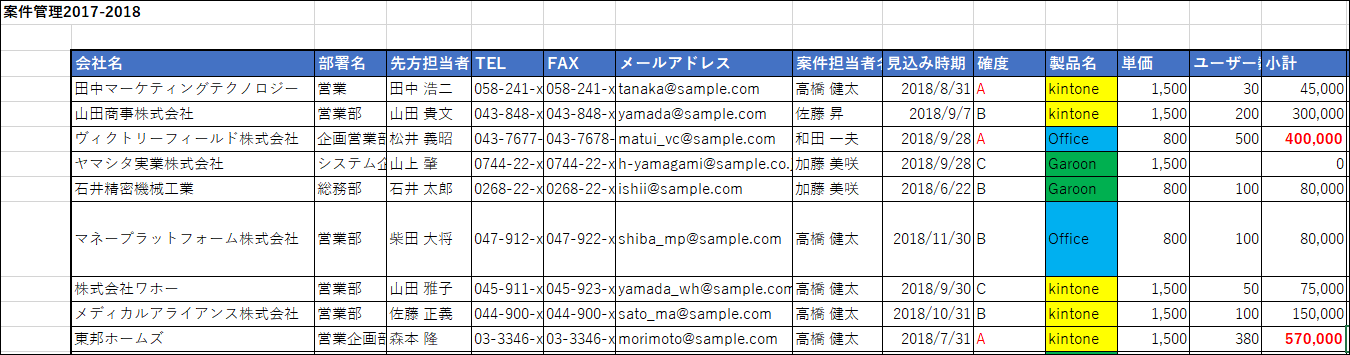 案件管理2017-2018
会社名 部署名 先方担当者 TEL FAX メールアドレス 案件担当者名 見込み時期 確度 製品名 単価 ユーザー数 小計
田中マーケティングテクノロジー 営業 田中 浩二 058-241-x 058-241-x tanaka@sample.com 高橋 健太 2018/8/31 A kintone 1,500 30 45,000
山田商事株式会社 営業部 山田 貴文 043-848-x 043-848-x yamada@sample.com 佐藤 昇 2018/9/7 B kintone 1,500 200 300,000
ヴィクトリーフィールド株式会社 企画営業部 松井 義昭 043-7677- 043-7678- matui_vc@sample.com 和田 一夫 2018/9/28 A Office 800 500 400,000
ヤマシタ実業株式会社 システム企 山上 肇 0744-22-x 0744-22-x h-yamagami@sample.co. 加藤 美咲 2018/9/28 C Garoon 1,500 0
石井精密機械工業 総務部 石井 太郎 0268-22-x 0268-22-x ishii@sample.com 加藤 美咲 2018/6/22 B Garoon 800 100 80,000
マネープラットフォーム株式会社 営業部 柴田 大将 047-912-x 047-922-x shiba_mp@sample.com 高橋 健太 2018/11/30 B Office 800 100 80,000
株式会社ワホー 営業部 山田 雅子 045-911-x 045-923-x yamada_wh@sample.com 高橋 健太 2018/9/30 C kintone 1,500 50 75,000
メディカルアライアンス株式会社 営業部 佐藤 正義 044-900-x 044-900-x sato_ma@sample.com 高橋 健太 2018/10/31 B kintone 1,500 100 150,000
東邦ホームズ 営業企画部 森本 隆 03-3346-x 03-3346-x morimoto@sample.com 高橋 健太 2018/7/31 A kintone 1,500 380 570,000